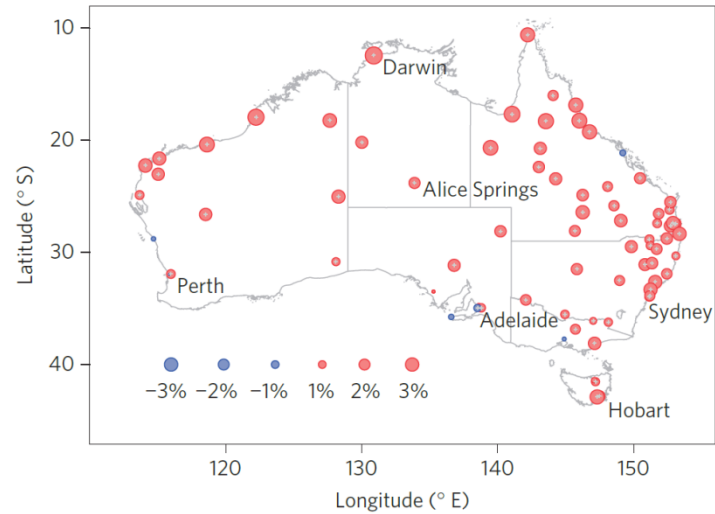 10
Darwin
20
Alice Springs
Latitude (° S)
30
Perth
Adelaide
Sydney
40
−3% −2% −1% 1% 2% 3%
Hobart
120 130 140 150
Longitude (° E)